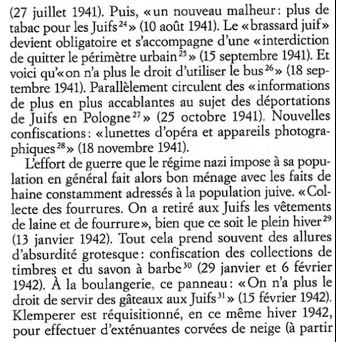 (27 juillet 1941). Puis, «un nouveau malheur: plus de
tabac pour les Juifs²⁴» (10 août 1941). Le «brassard juif»
devient obligatoire et s'accompagne d'une «interdiction
de quitter le périmètre urbain²⁵» (15 septembre 1941). Et
voici qu'«on n'a plus le droit d'utiliser le bus²⁶» (18 sep-
tembre 1941). Parallèlement circulent des «informations
de plus en plus accablantes au sujet des déportations
de Juifs en Pologne²⁷» (25 octobre 1941). Nouvelles
confiscations: «lunettes d'opéra et appareils photogra-
phiques²⁸» (18 novembre 1941).
L'effort de guerre que le régime nazi impose à sa popu-
lation en général fait alors bon ménage avec les faits de
haine constamment adressés à la population juive. «Col-
lecte des fourrures. On a retiré aux Juifs les vêtements
de laine et de fourrure», bien que ce soit le plein hiver²⁹
(13 janvier 1942). Tout cela prend souvent des allures
d'absurdité grotesque: confiscation des collections de
timbres et du savon à barbe³⁰ (29 janvier et 6 février
1942). À la boulangerie, ce panneau: «On n'a plus le
droit de servir des gâteaux aux Juifs³¹» (15 février 1942).
Klemperer est réquisitionné, en ce même hiver 1942,
pour effectuer d'exténuantes corvées de neige (à partir